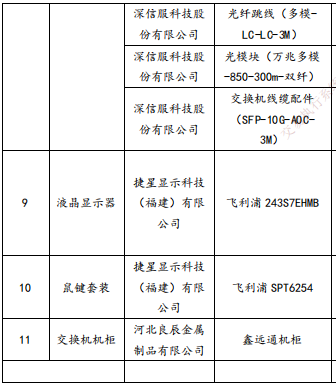 深信服科技股
份有限公司
光纤跳线（多模-
LC-LC-3M）
深信服科技股
份有限公司
光模块（万兆多模
-850-300m-双纤）
深信服科技股
份有限公司
交换机线缆配件
（SFP-10G-AOC-
3M）
9
液晶显示器
捷星显示科技
（福建）有限
公司
飞利浦 243S7EHMB
10
鼠键套装
捷星显示科技
（福建）有限
公司
飞利浦 SPT6254
11
交换机机柜
河北良辰金属
制品有限公司
鑫远通机柜